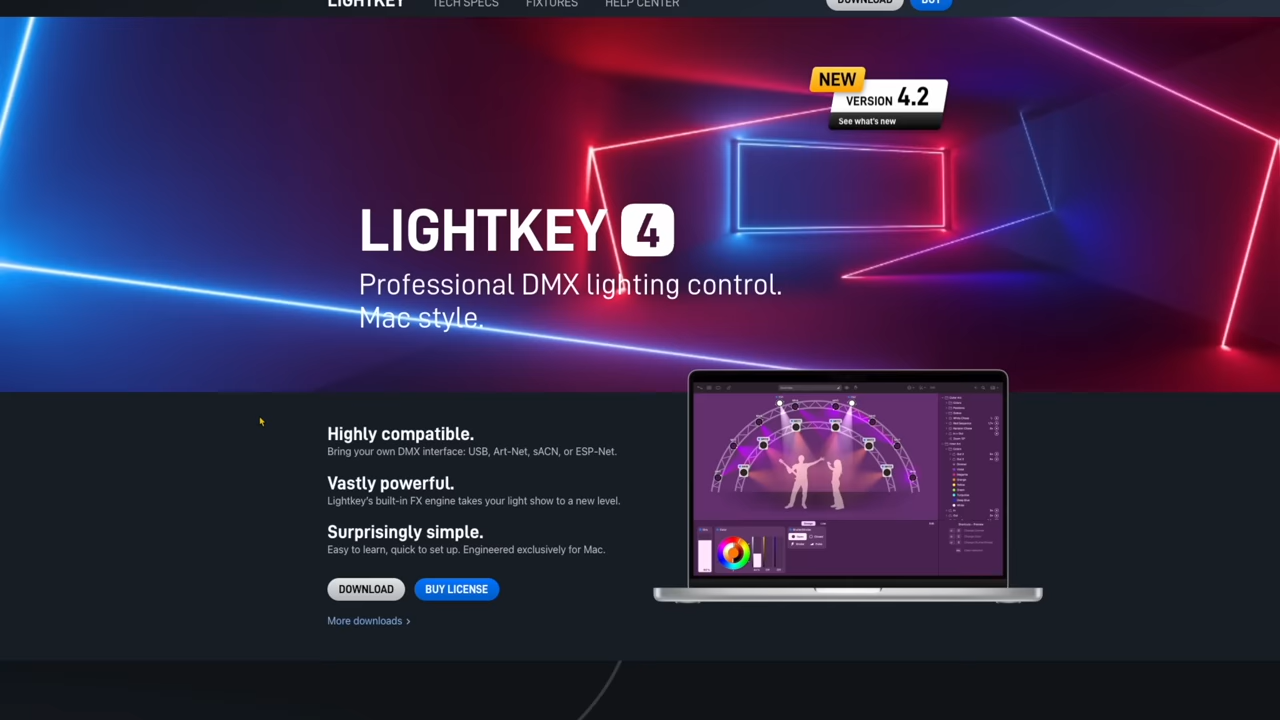 LIGHTKEY TECH SPECS FIXTURES HELP CENTER DOWNLOAD BUY
NEW
VERSION 4.2
See what's new
LIGHTKEY 4
Professional DMX lighting control.
Mac style.
Highly compatible.
Bring your own DMX interface: USB, Art-Net, sACN, or ESP-Net.
Vastly powerful.
Lightkey's built-in FX engine takes your light show to a new level.
Surprisingly simple.
Easy to learn, quick to set up. Engineered exclusively for Mac.
DOWNLOAD BUY LICENSE
More downloads ›